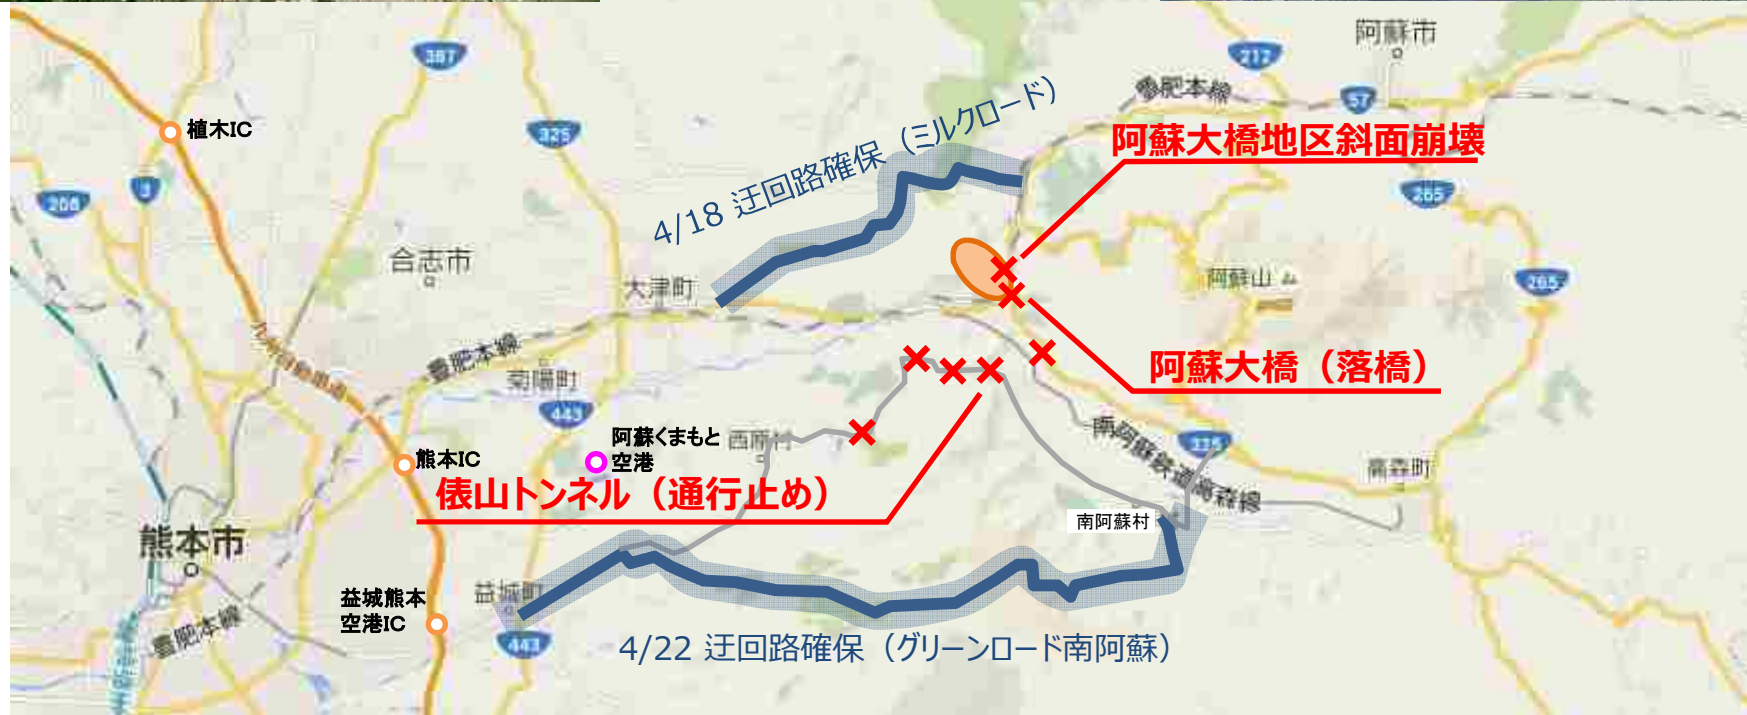 阿蘇市
387
212
豊肥本線
57
植木IC
325
4/18 迂回路確保（ミルクロード）
阿蘇大橋地区斜面崩壊
3
208
265
合志市
大津町
阿蘇山
265
豊肥本線
菊陽町
阿蘇大橋（落橋）
443
阿蘇くまもと
空港
西原村
南阿蘇鉄道高森線
325
高森町
熊本IC
俵山トンネル（通行止め）
南阿蘇村
熊本市
益城町
益城熊本
空港IC
豊肥本線
443
4/22 迂回路確保（グリーンロード南阿蘇）